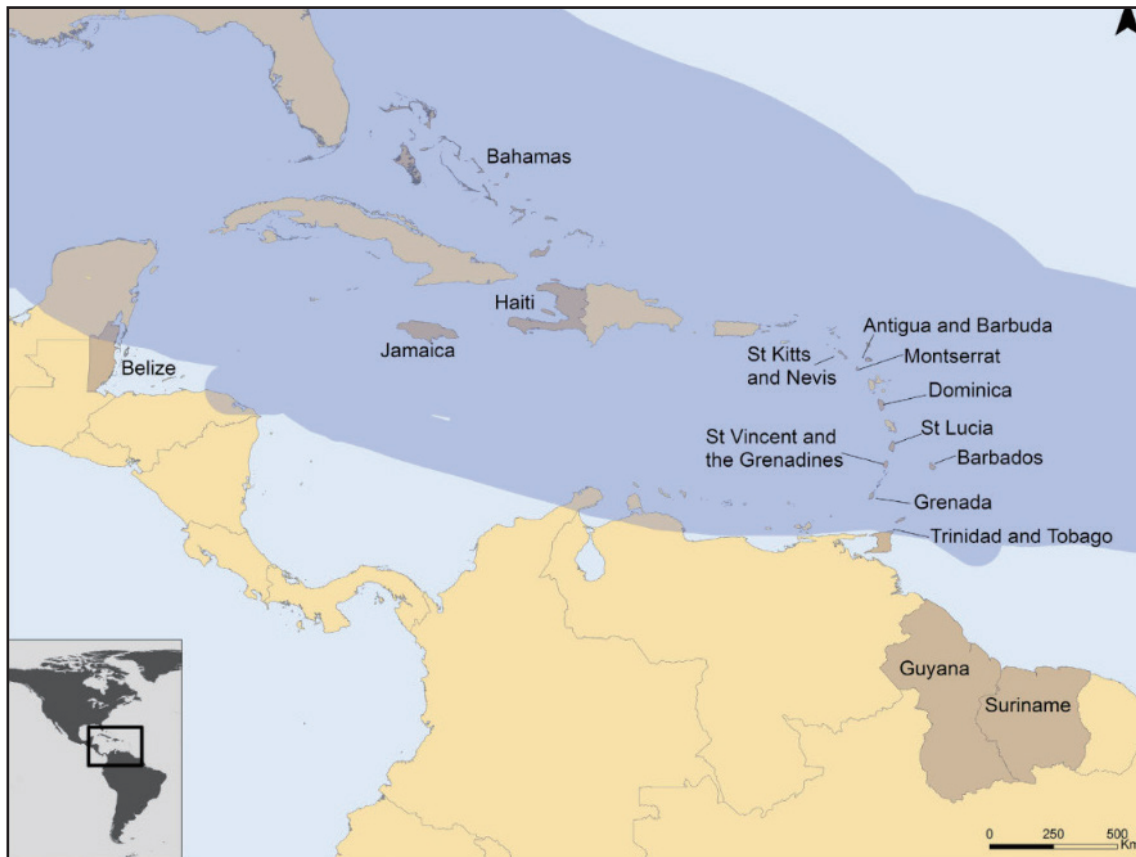 Bahamas
Haiti
Jamaica
Belize
Antigua and Barbuda
St Kitts
and Nevis
Montserrat
Dominica
St Lucia
St Vincent and
the Grenadines
Barbados
Grenada
Trinidad and Tobago
Guyana
Suriname
0 250 500
Km